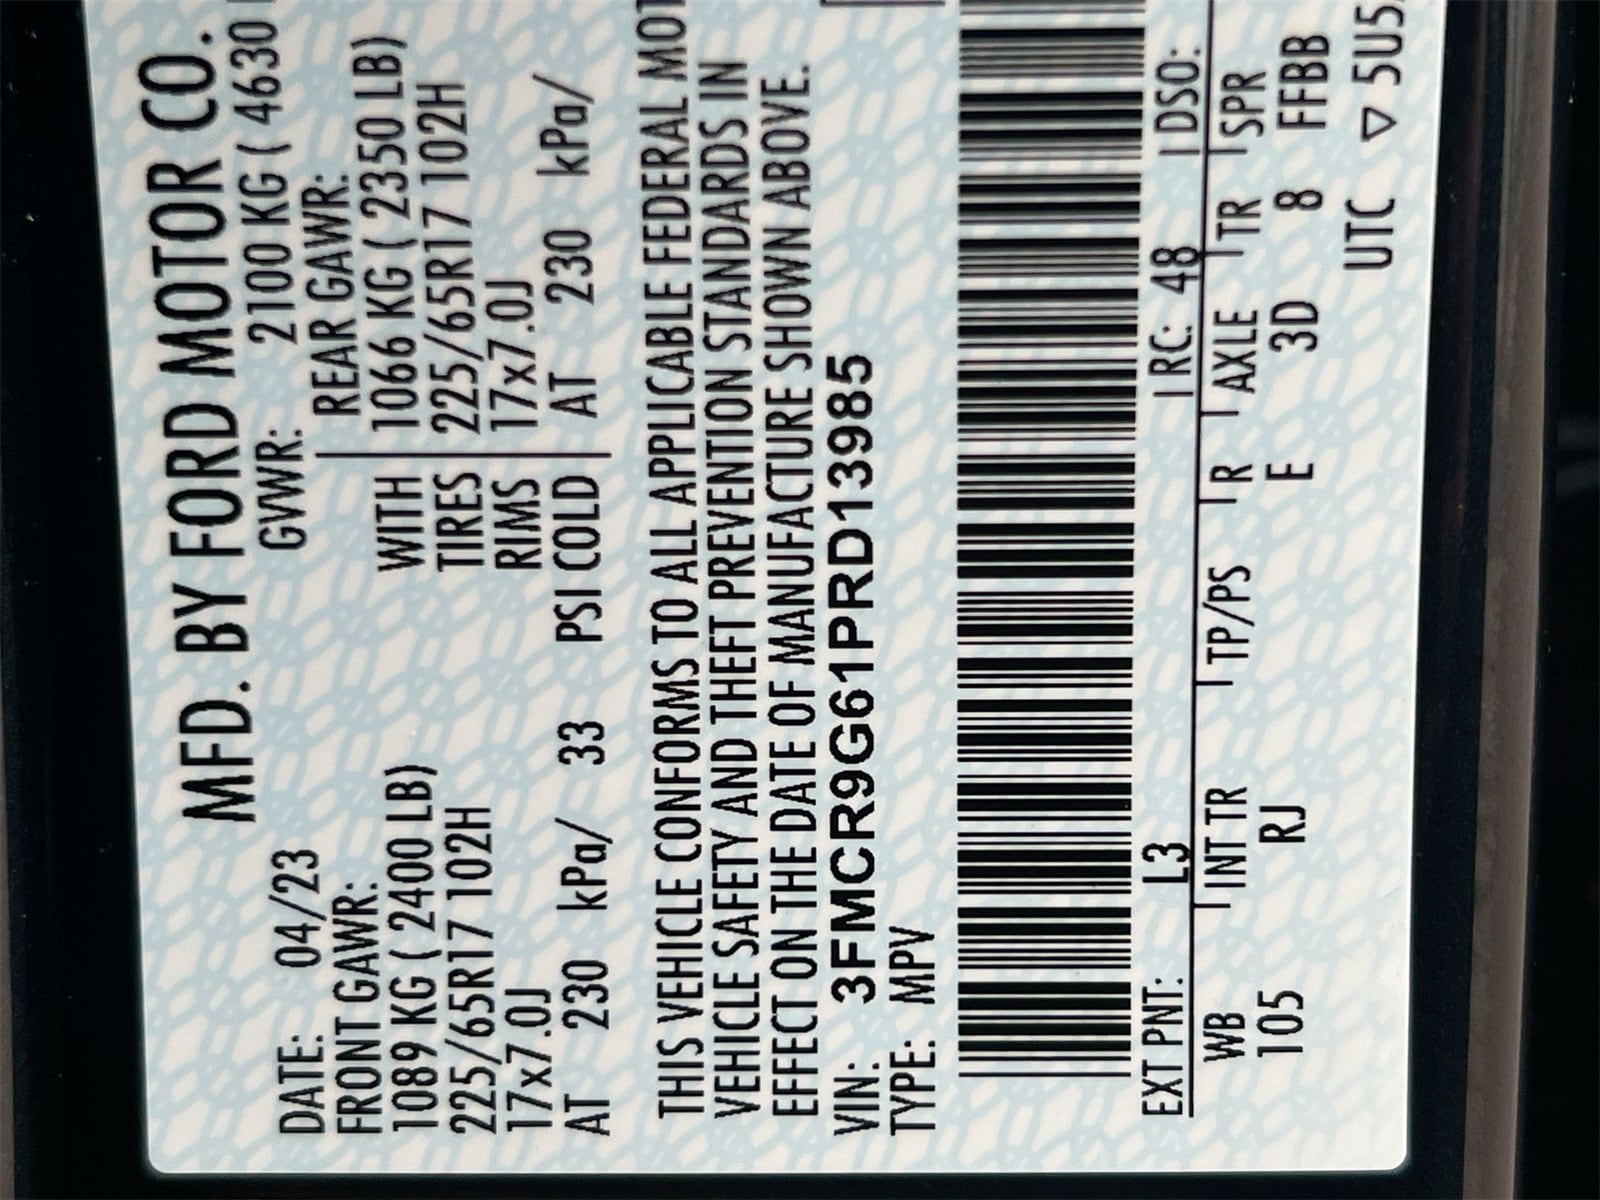 MFD. BY FORD MOTOR CO.
DATE: 04/23 GVWR: 2100 KG ( 4630
FRONT GAWR: REAR GAWR:
1089 KG ( 2400 LB) WITH 1066 KG ( 2350 LB)
225/65R17 102H TIRES 225/65R17 102H
17x7.0J RIMS 17x7.0J
AT 230 kPa/ 33 PSI COLD AT 230 kPa/
THIS VEHICLE CONFORMS TO ALL APPLICABLE FEDERAL MOT
VEHICLE SAFETY AND THEFT PREVENTION STANDARDS IN
EFFECT ON THE DATE OF MANUFACTURE SHOWN ABOVE.
VIN: 3FMCR9G61PRD13985
TYPE: MPV
EXT PNT: L3 RC: 48 DSO:
WB INT TR TP/PS R AXLE TR SPR
105 RJ E 3D 8 FFBB
UTC ▽ 5U5